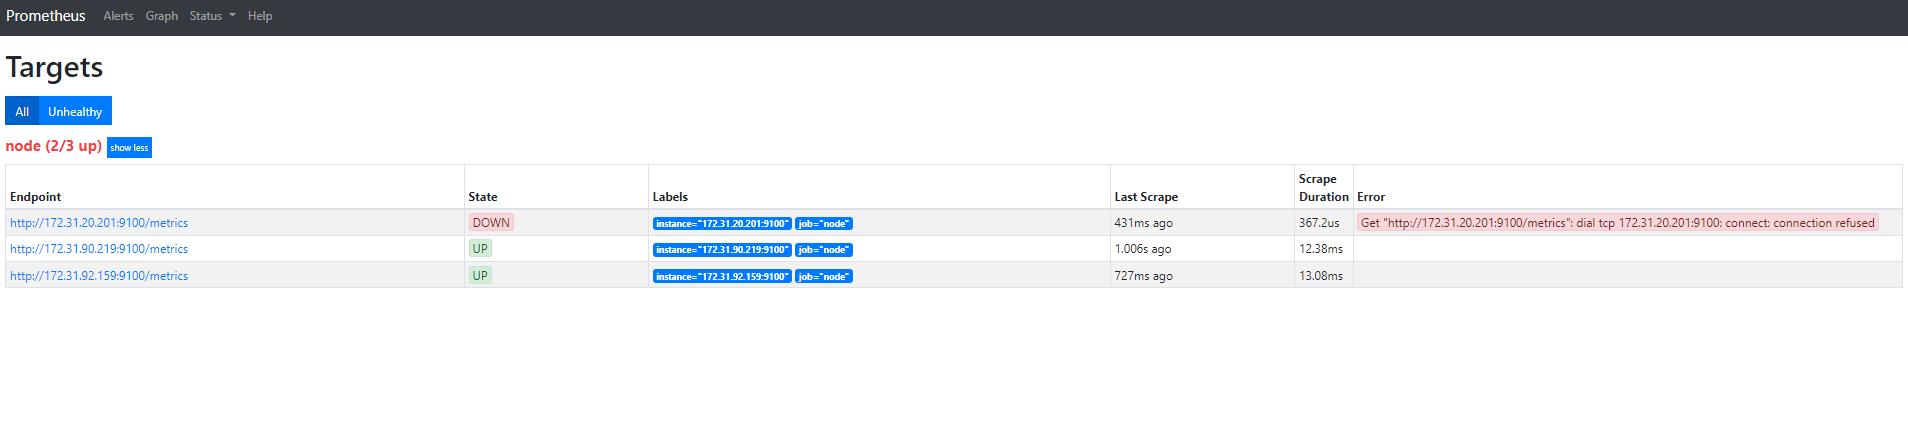 Prometheus Alerts Graph Status Help
Targets
All Unhealthy
node (2/3 up) show less
Endpoint State Labels Last Scrape Scrape Duration Error
http://172.31.20.201:9100/metrics DOWN instance="172.31.20.201:9100" job="node" 431ms ago 367.2us Get "http://172.31.20.201:9100/metrics": dial tcp 172.31.20.201:9100: connect: connection refused
http://172.31.90.219:9100/metrics UP instance="172.31.90.219:9100" job="node" 1.006s ago 12.38ms
http://172.31.92.159:9100/metrics UP instance="172.31.92.159:9100" job="node" 727ms ago 13.08ms